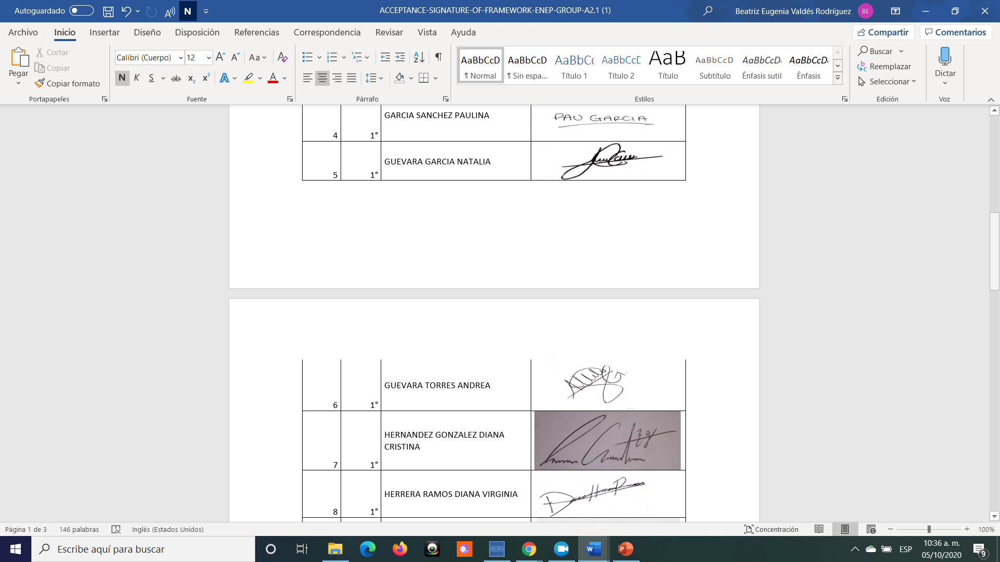 Autoguardado
N
ACCEPTANCE-SIGNATURE-OF-FRAMEWORK-ENEP-GROUP-A2.1 (1)
Beatriz Eugenia Valdés Rodríguez
BE
Archivo Inicio Insertar Diseño Disposición Referencias Correspondencia Revisar Vista Ayuda
Compartir Comentarios
Pegar
Cortar
Copiar
Copiar formato
Portapapeles
Calibri (Cuerpo) 12
Fuente
Párrafo
AaBbCcD AaBbCcD AaBbCc AaBbCcD AaB AaBbCcD AaBbCcD AaBbCcD
¶ Normal ¶ Sin espa... Título 1 Título 2 Título Subtítulo Énfasis sutil Énfasis
Estilos
Buscar
Reemplazar
Seleccionar
Edición
Dictar
Voz
4 1° GARCIA SANCHEZ PAULINA PAU GARCIA
5 1° GUEVARA GARCIA NATALIA
6 1° GUEVARA TORRES ANDREA
7 1° HERNANDEZ GONZALEZ DIANA
CRISTINA
8 1° HERRERA RAMOS DIANA VIRGINIA
Página 1 de 3 146 palabras Inglés (Estados Unidos)
Concentración
100%
Escribe aquí para buscar
PLUS
ESP
10:36 a. m.
05/10/2020
9